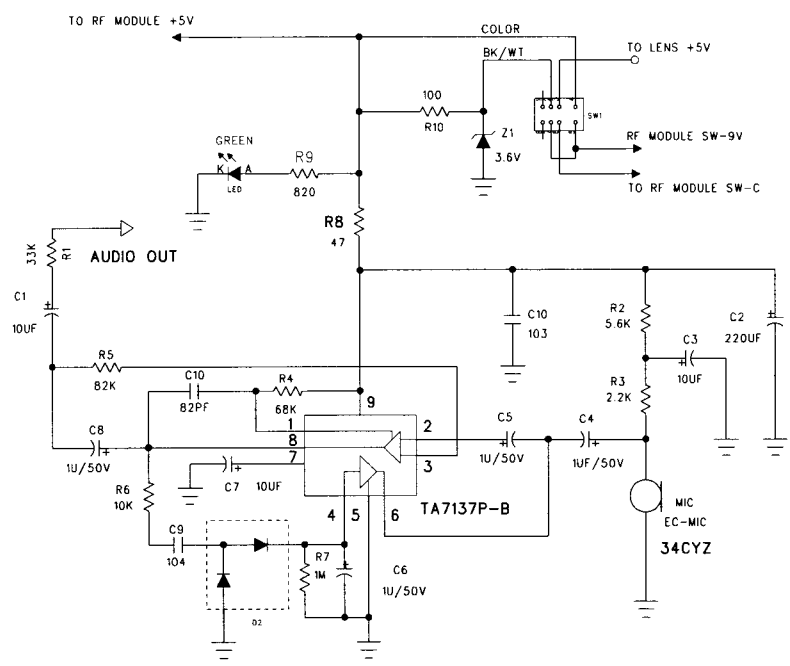 TO RF MODULE +5V
COLOR
BK/WT
TO LENS +5V
100
R10
SW1
Z1
3.6V
RF MODULE SW-9V
TO RF MODULE SW-C
GREEN
K
A
LED
R9
820
R8
47
33K
R1
AUDIO OUT
C1
10UF
R5
82K
C10
103
R2
5.6K
C3
10UF
C2
220UF
R3
2.2K
C10
82PF
R4
68K
9
1
8
7
2
3
C8
1U/50V
C7
10UF
C5
1U/50V
C4
1UF/50V
R6
10K
4
5
6
TA7137P-B
MIC
EC-MIC
34CYZ
C9
104
R7
1M
C6
1U/50V
D2